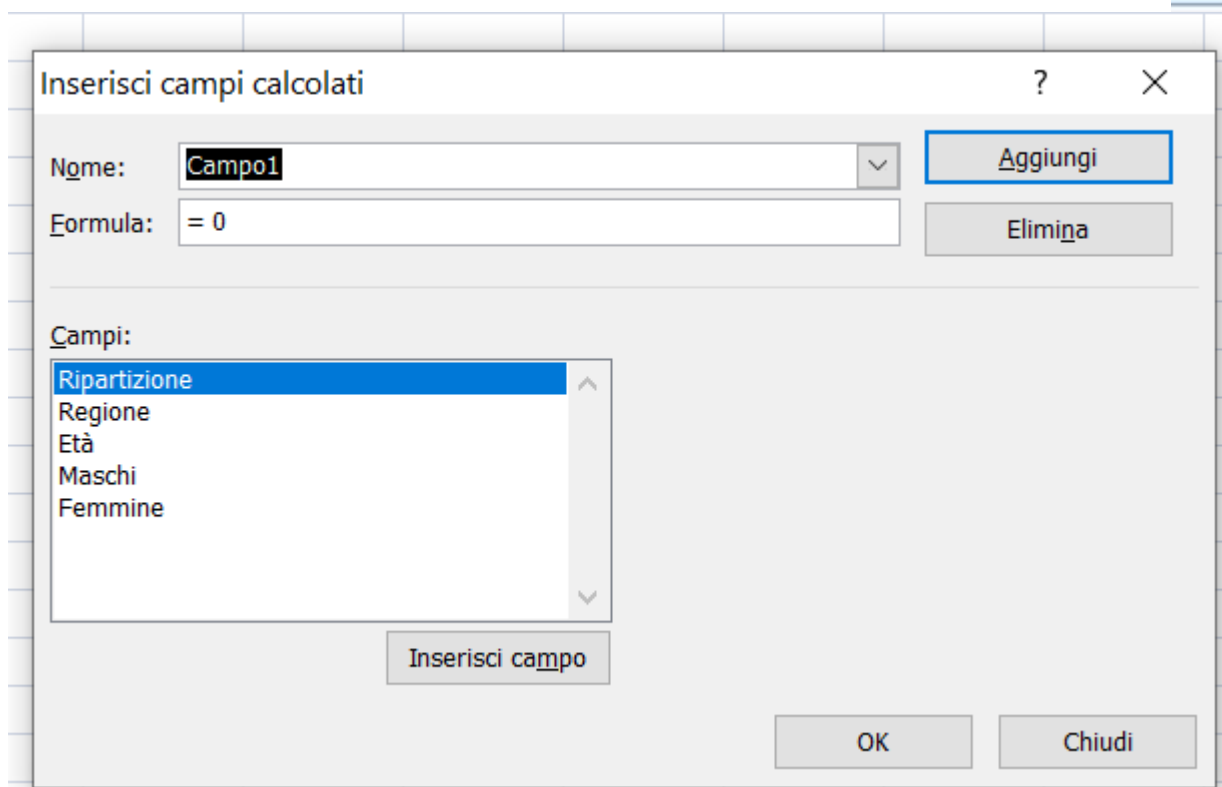 Inserisci campi calcolati ?
Nome: Campo1 Aggiungi
Formula: = 0 Elimina
Campi:
Ripartizione
Regione
Età
Maschi
Femmine
Inserisci campo
OK Chiudi